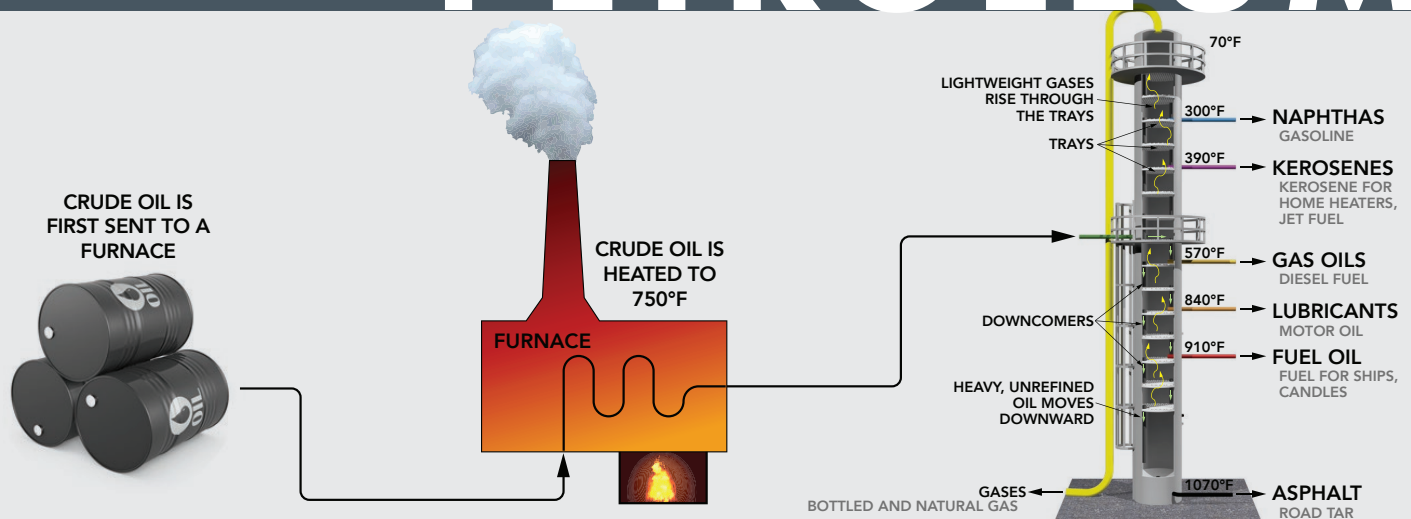 CRUDE OIL IS
FIRST SENT TO A
FURNACE
OIL
OIL
CRUDE OIL IS
HEATED TO
750°F
FURNACE
70°F
LIGHTWEIGHT GASES
RISE THROUGH
THE TRAYS
TRAYS
300°F
NAPHTHAS
GASOLINE
390°F
KEROSENES
KEROSENE FOR
HOME HEATERS,
JET FUEL
570°F
GAS OILS
DIESEL FUEL
DOWNCOMERS
840°F
LUBRICANTS
MOTOR OIL
910°F
FUEL OIL
FUEL FOR SHIPS,
CANDLES
HEAVY, UNREFINED
OIL MOVES
DOWNWARD
GASES
BOTTLED AND NATURAL GAS
1070°F
ASPHALT
ROAD TAR